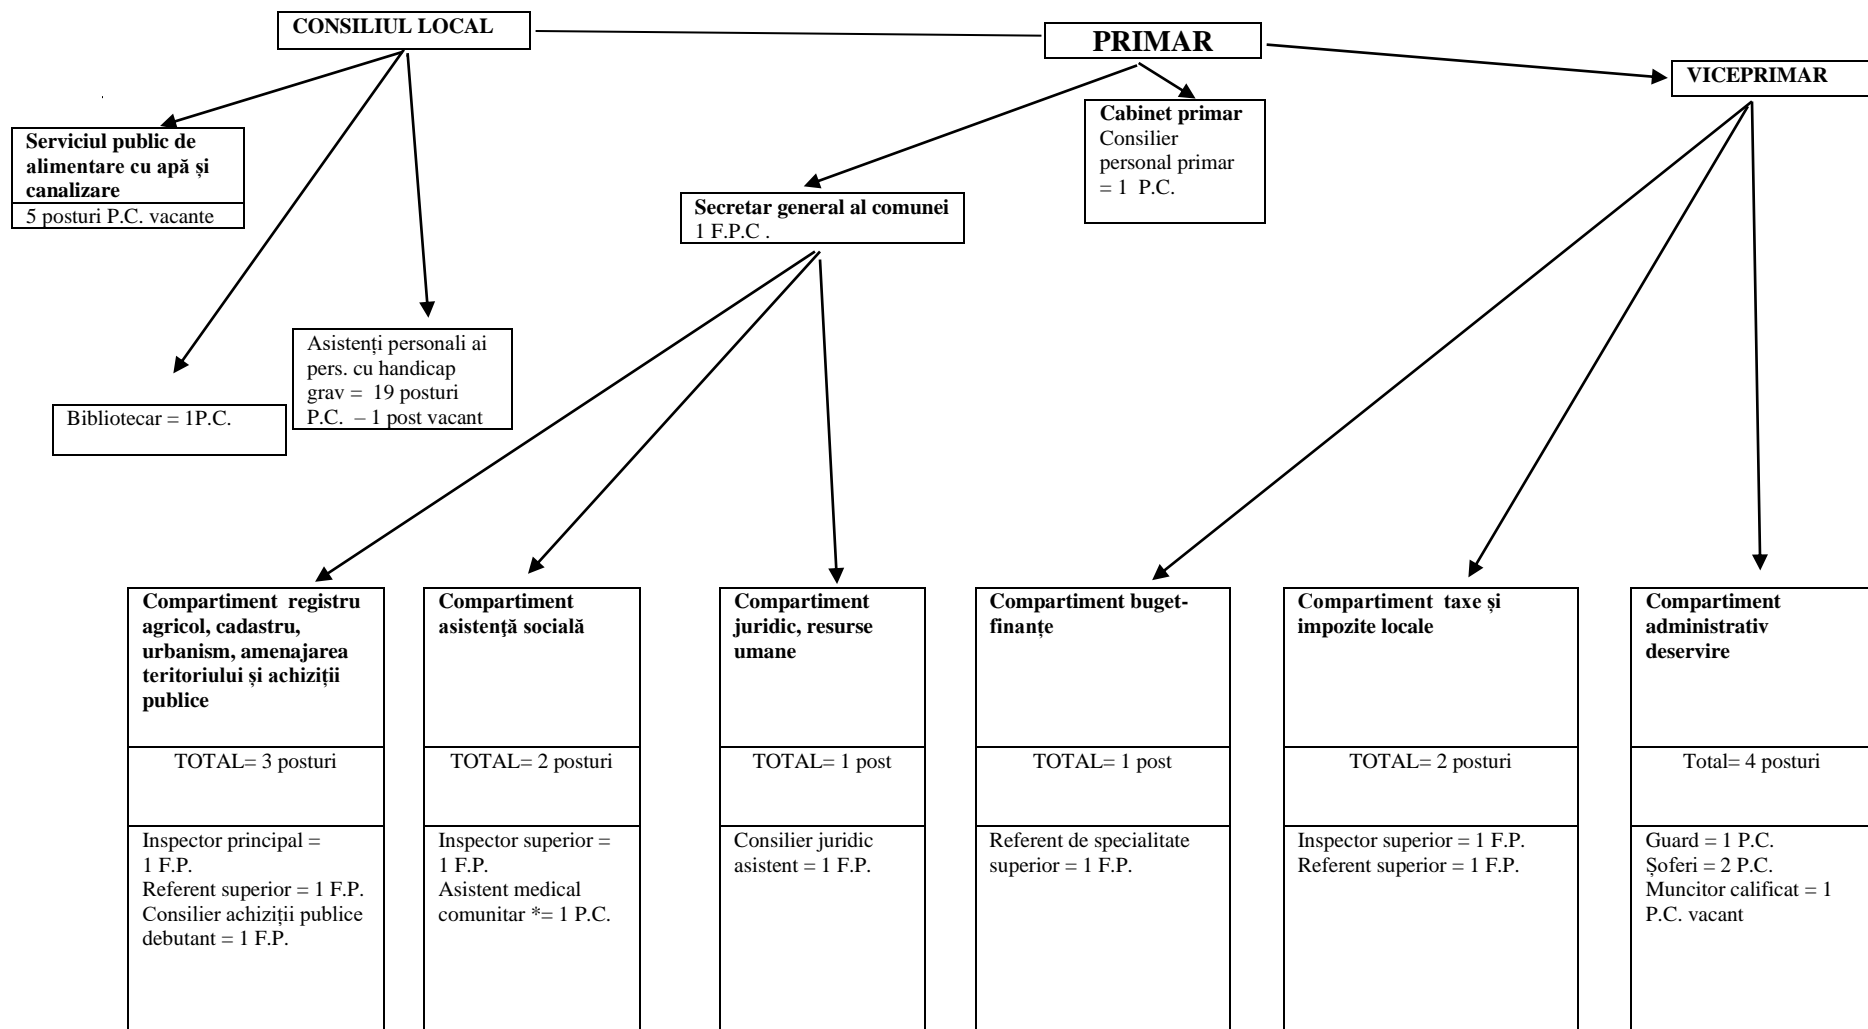 CONSILIUL LOCAL
PRIMAR
VICEPRIMAR
Serviciul public de
alimentare cu apă și
canalizare
5 posturi P.C. vacante
Cabinet primar
Consilier
personal primar
= 1  P.C.
Secretar general al comunei
1 F.P.C .
Asistenți personali ai
pers. cu handicap
grav =  19 posturi
P.C.  – 1 post vacant
Bibliotecar = 1P.C.
Compartiment  registru
agricol, cadastru,
urbanism, amenajarea
teritoriului și achiziții
publice
TOTAL= 3 posturi
Inspector principal =
1 F.P.
Referent superior = 1 F.P.
Consilier achiziții publice
debutant = 1 F.P.
Compartiment
asistenţă socială
TOTAL= 2 posturi
Inspector superior =
1 F.P.
Asistent medical
comunitar *= 1 P.C.
Compartiment
juridic, resurse
umane
TOTAL= 1 post
Consilier juridic
asistent = 1 F.P.
Compartiment buget-
finanțe
TOTAL= 1 post
Referent de specialitate
superior = 1 F.P.
Compartiment  taxe și
impozite locale
TOTAL= 2 posturi
Inspector superior = 1 F.P.
Referent superior = 1 F.P.
Compartiment
administrativ
deservire
Total= 4 posturi
Guard = 1 P.C.
Șoferi = 2 P.C.
Muncitor calificat = 1
P.C. vacant